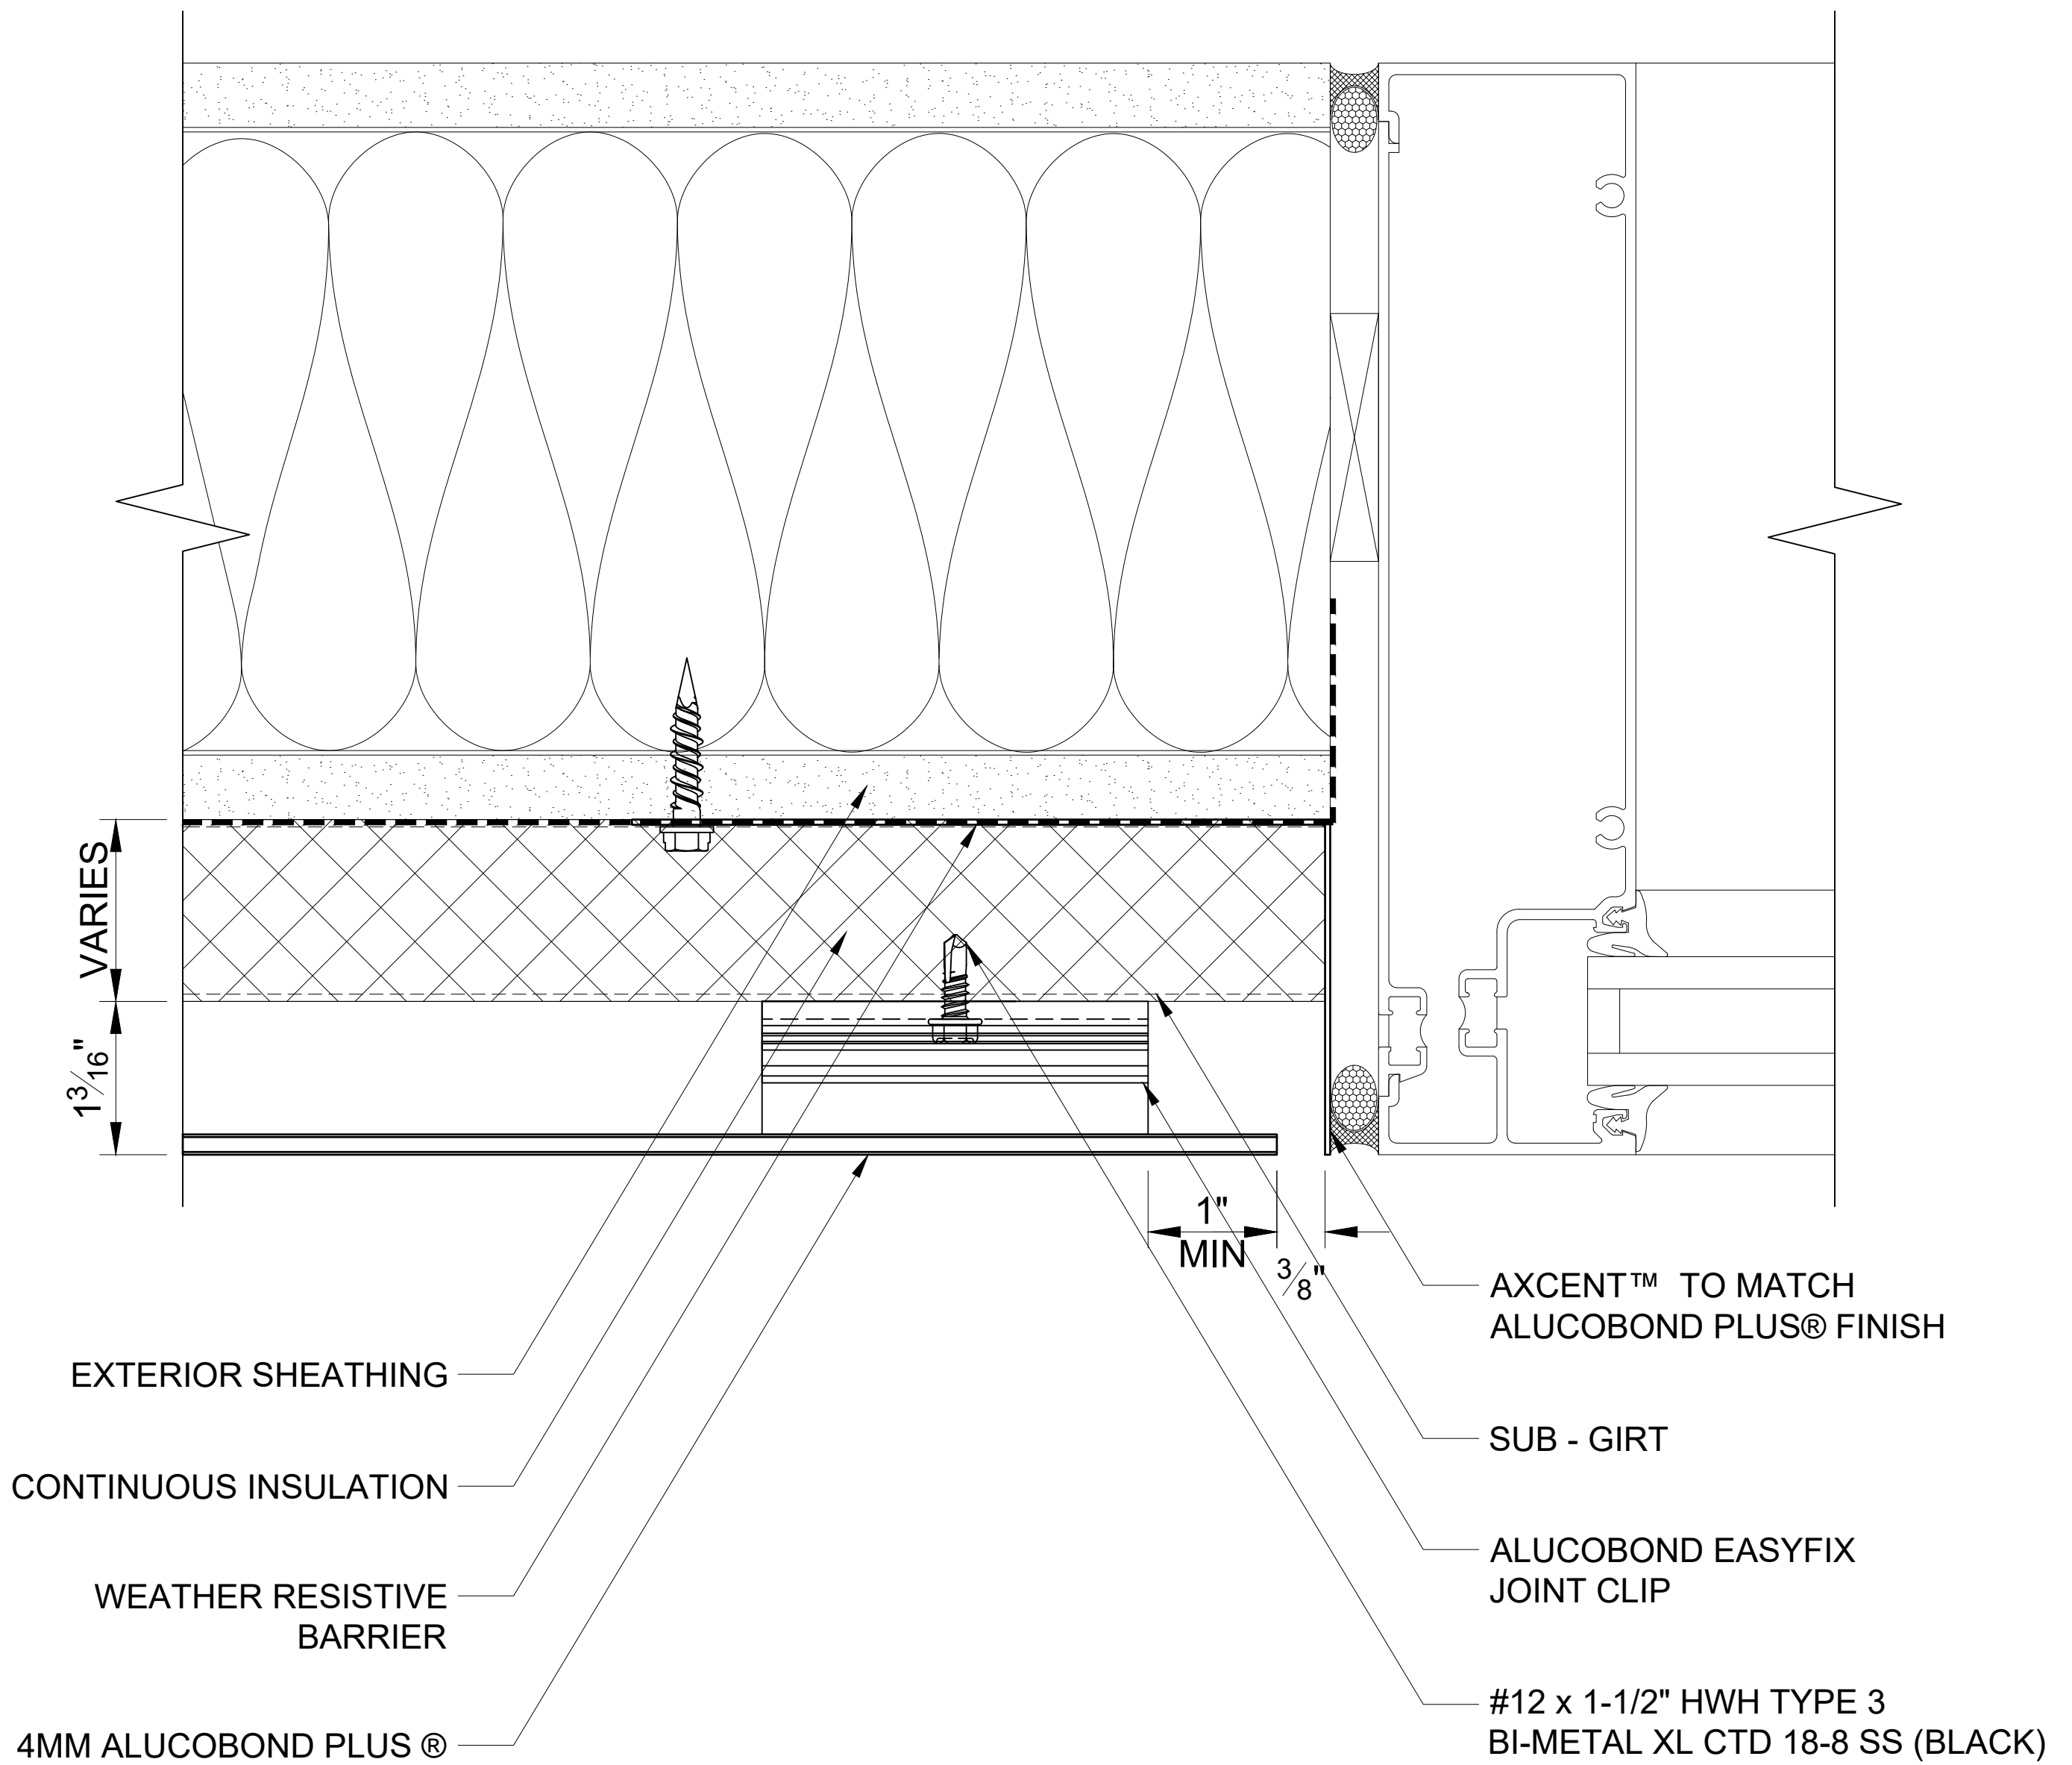 VARIES
1 3/16"
1"
MIN
3/8"
EXTERIOR SHEATHING
CONTINUOUS INSULATION
WEATHER RESISTIVE
BARRIER
4MM ALUCOBOND PLUS ®
AXCENT™ TO MATCH
ALUCOBOND PLUS® FINISH
SUB - GIRT
ALUCOBOND EASYFIX
JOINT CLIP
#12 x 1-1/2" HWH TYPE 3
BI-METAL XL CTD 18-8 SS (BLACK)